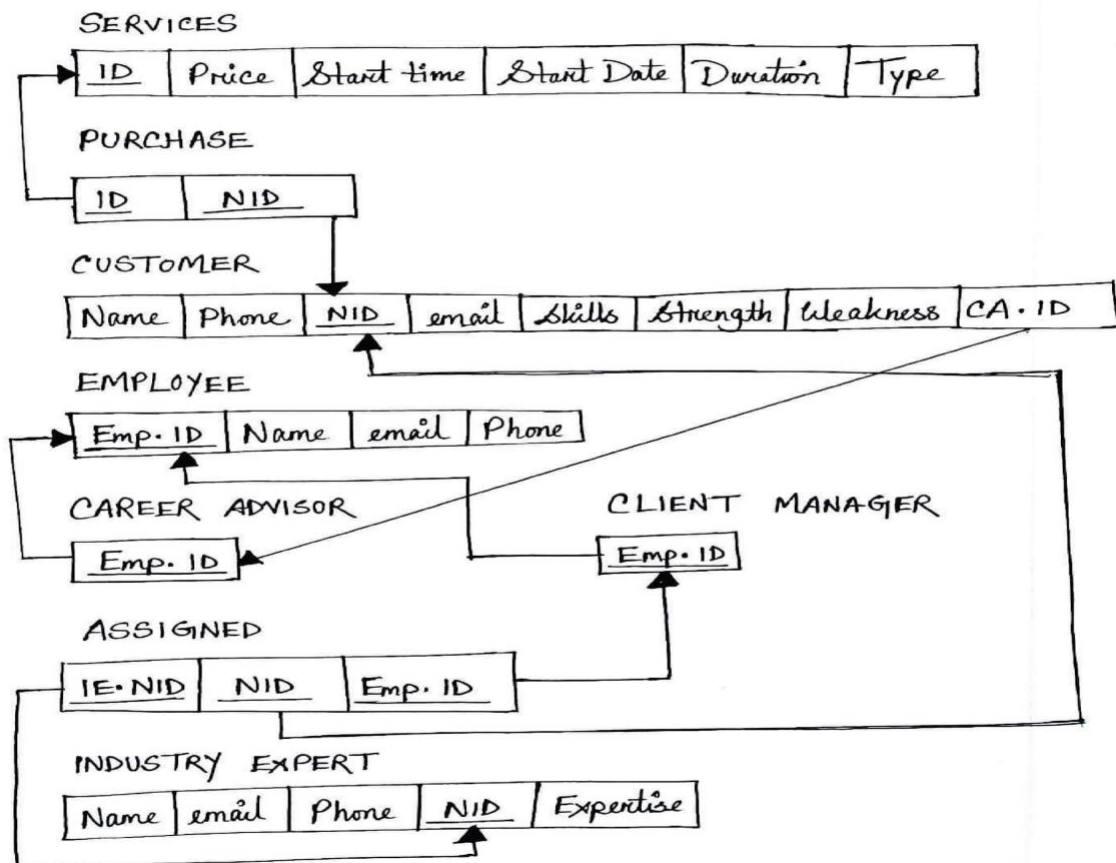 SERVICES
ID Price Start time Start Date Duration Type
PURCHASE
ID NID
CUSTOMER
Name Phone NID email Skills Strength Weakness CA. ID
EMPLOYEE
Emp. ID Name email Phone
CAREER ADVISOR CLIENT MANAGER
Emp. ID Emp. ID
ASSIGNED
IE. NID NID Emp. ID
INDUSTRY EXPERT
Name email Phone NID Expertise